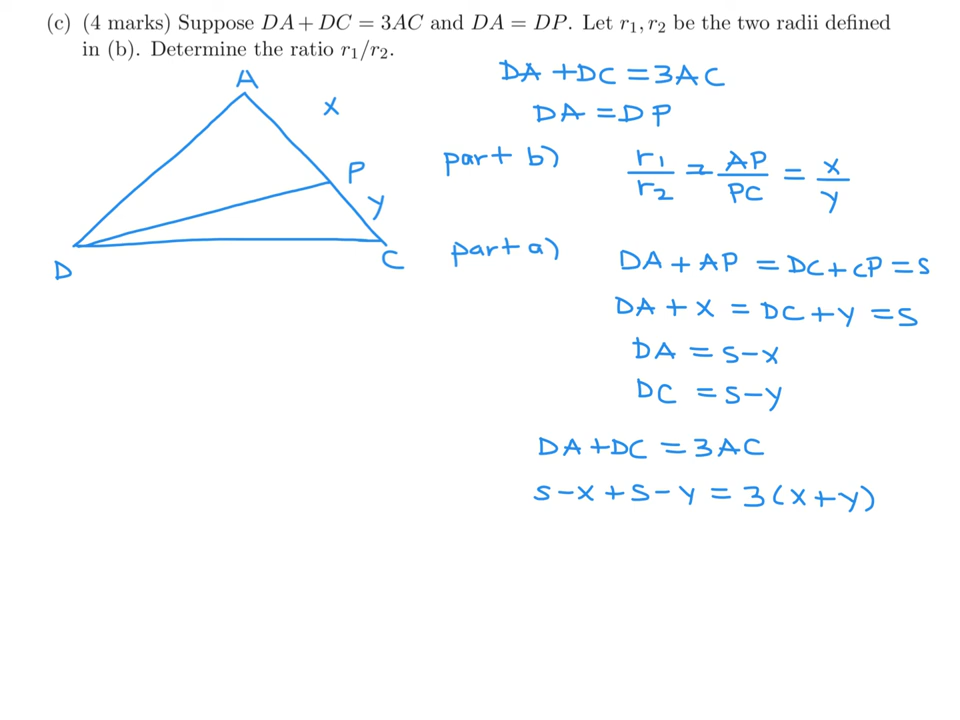 (c) (4 marks) Suppose DA + DC = 3AC and DA = DP. Let r₁, r₂ be the two radii defined
in (b). Determine the ratio r₁/r₂.
A
X
P
Y
D
C
DA + DC = 3AC
DA = DP
part b) r₁/r₂ = AP/PC = X/Y
part a) DA + AP = DC + CP = S
DA + X = DC + Y = S
DA = S - X
DC = S - Y
DA + DC = 3AC
S - X + S - Y = 3(X + Y)